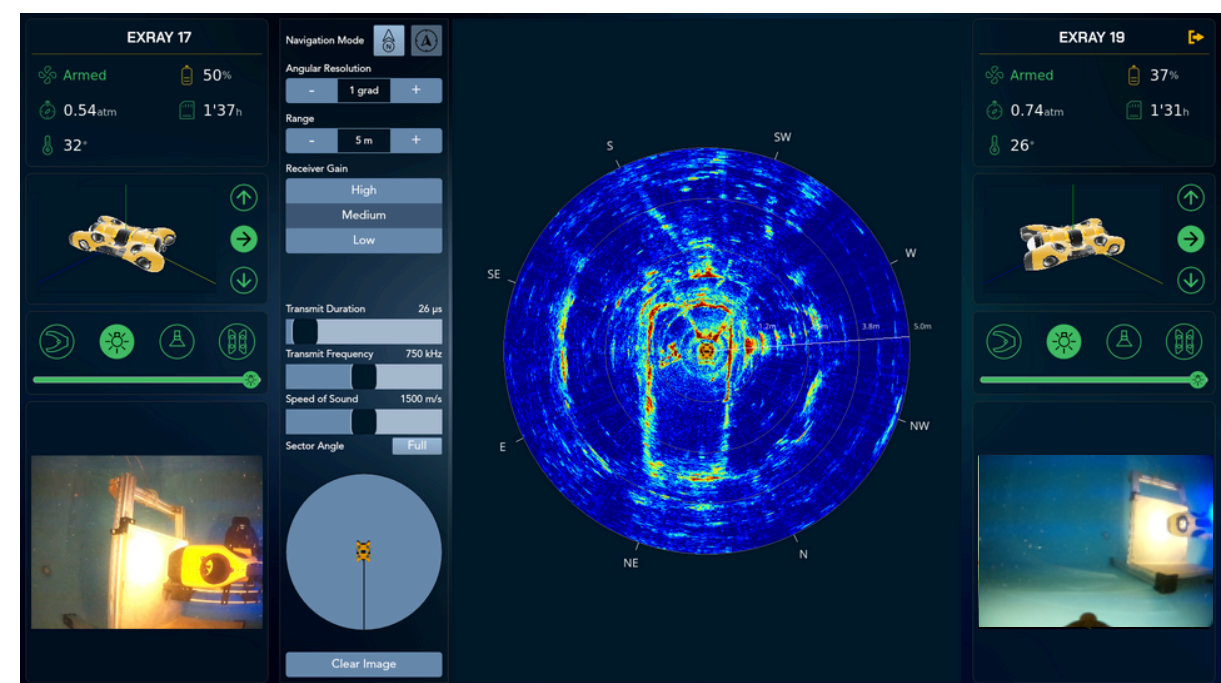 EXRAY 17
Armed
50%
0.54atm
1'37h
32°
Navigation Mode
N
Angular Resolution
- 1 grad +
Range
- 5 m +
Receiver Gain
High
Medium
Low
Transmit Duration 26 μs
Transmit Frequency 750 kHz
Speed of Sound 1500 m/s
Sector Angle Full
Clear Image
S
SW
W
NW
N
NE
E
SE
1.2m
3.8m
5.0m
EXRAY 19
Armed
37%
0.74atm
1'31h
26°